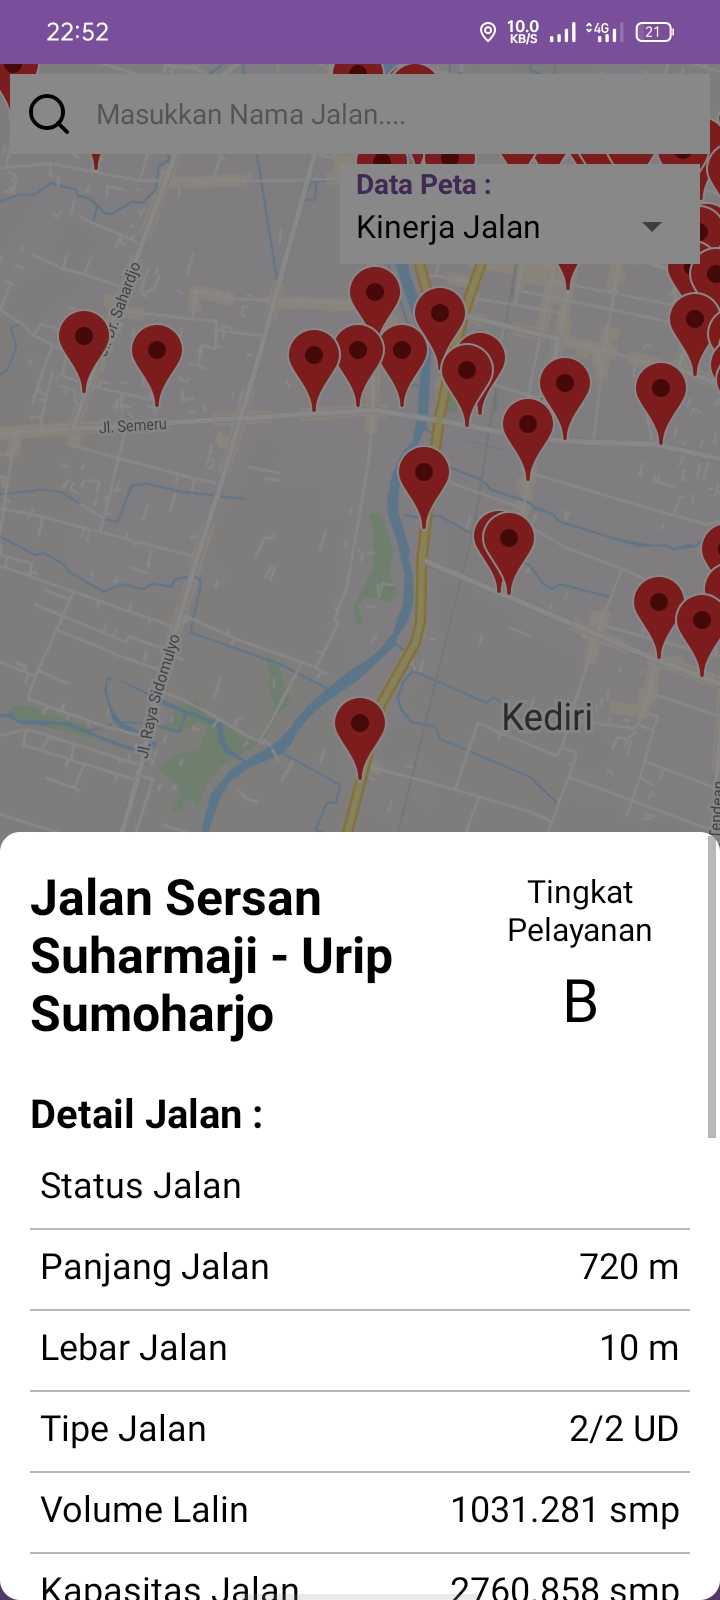 22:52
10.0
KB/S
4G
21
Masukkan Nama Jalan....
Data Peta :
Kinerja Jalan
Jl. Dr. Sahardjo
Jl. Semeru
Jl. Raya Sidomulyo
Kediri
Tendean
Jalan Sersan
Suharmaji - Urip
Sumoharjo
Tingkat
Pelayanan
B
Detail Jalan :
Status Jalan
Panjang Jalan 720 m
Lebar Jalan 10 m
Tipe Jalan 2/2 UD
Volume Lalin 1031.281 smp
Kapasitas Jalan 2760.858 smp